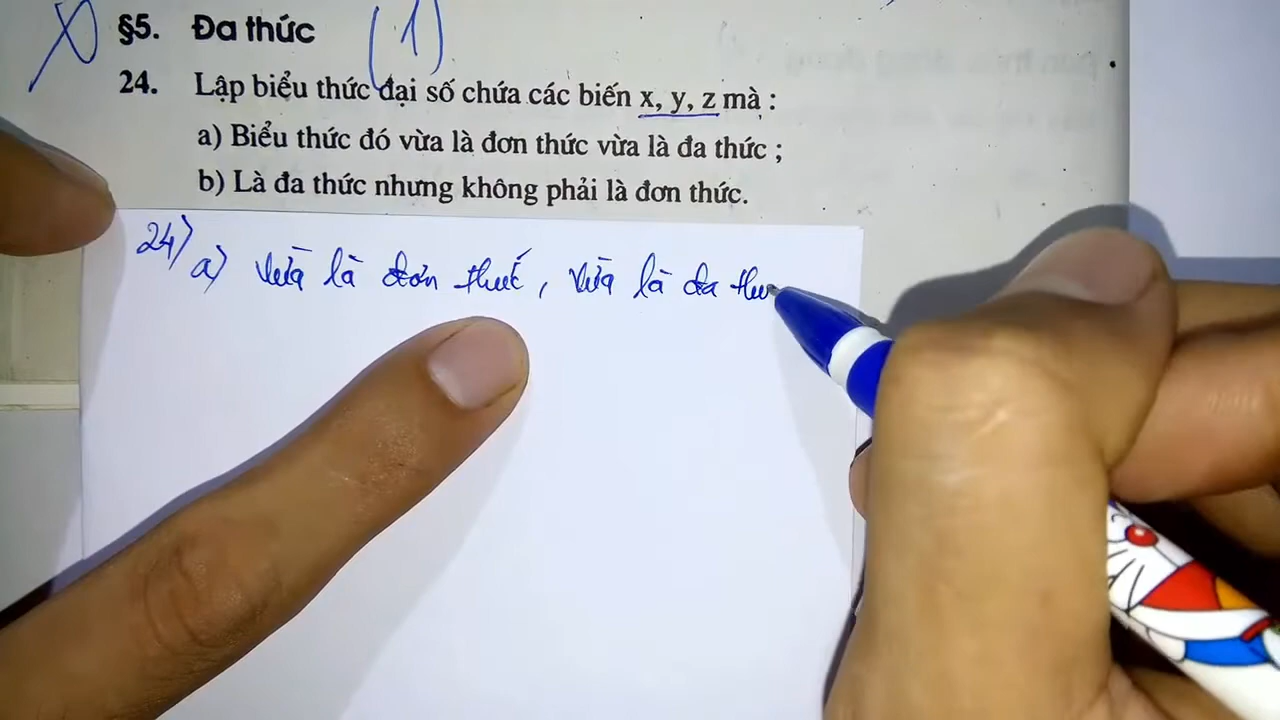 §5. Đa thức (1)
24. Lập biểu thức đại số chứa các biến x, y, z mà :
a) Biểu thức đó vừa là đơn thức vừa là đa thức ;
b) Là đa thức nhưng không phải là đơn thức.
24) a) vừa là đơn thức, vừa là đa thư